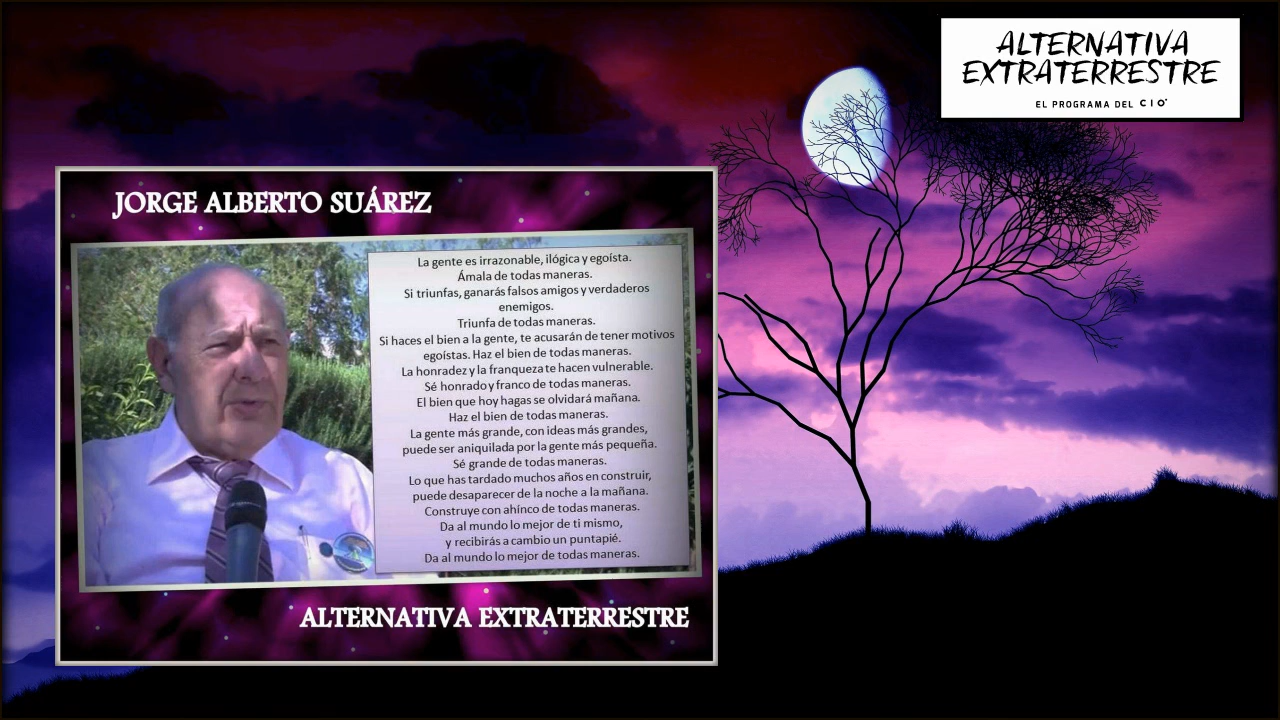 ALTERNATIVA
EXTRATERRESTRE
EL PROGRAMA DEL CIO
JORGE ALBERTO SUÁREZ
La gente es irrazonable, ilógica y egoísta.
Ámala de todas maneras.
Si triunfas, ganarás falsos amigos y verdaderos
enemigos.
Triunfa de todas maneras.
Si haces el bien a la gente, te acusarán de tener motivos
egoístas. Haz el bien de todas maneras.
La honradez y la franqueza te hacen vulnerable.
Sé honrado y franco de todas maneras.
El bien que hoy hagas se olvidará mañana.
Haz el bien de todas maneras.
La gente más grande, con ideas más grandes,
puede ser aniquilada por la gente más pequeña.
Sé grande de todas maneras.
Lo que has tardado muchos años en construir,
puede desaparecer de la noche a la mañana.
Construye con ahínco de todas maneras.
Da al mundo lo mejor de ti mismo,
y recibirás a cambio un puntapié.
Da al mundo lo mejor de todas maneras.
ALTERNATIVA EXTRATERRESTRE